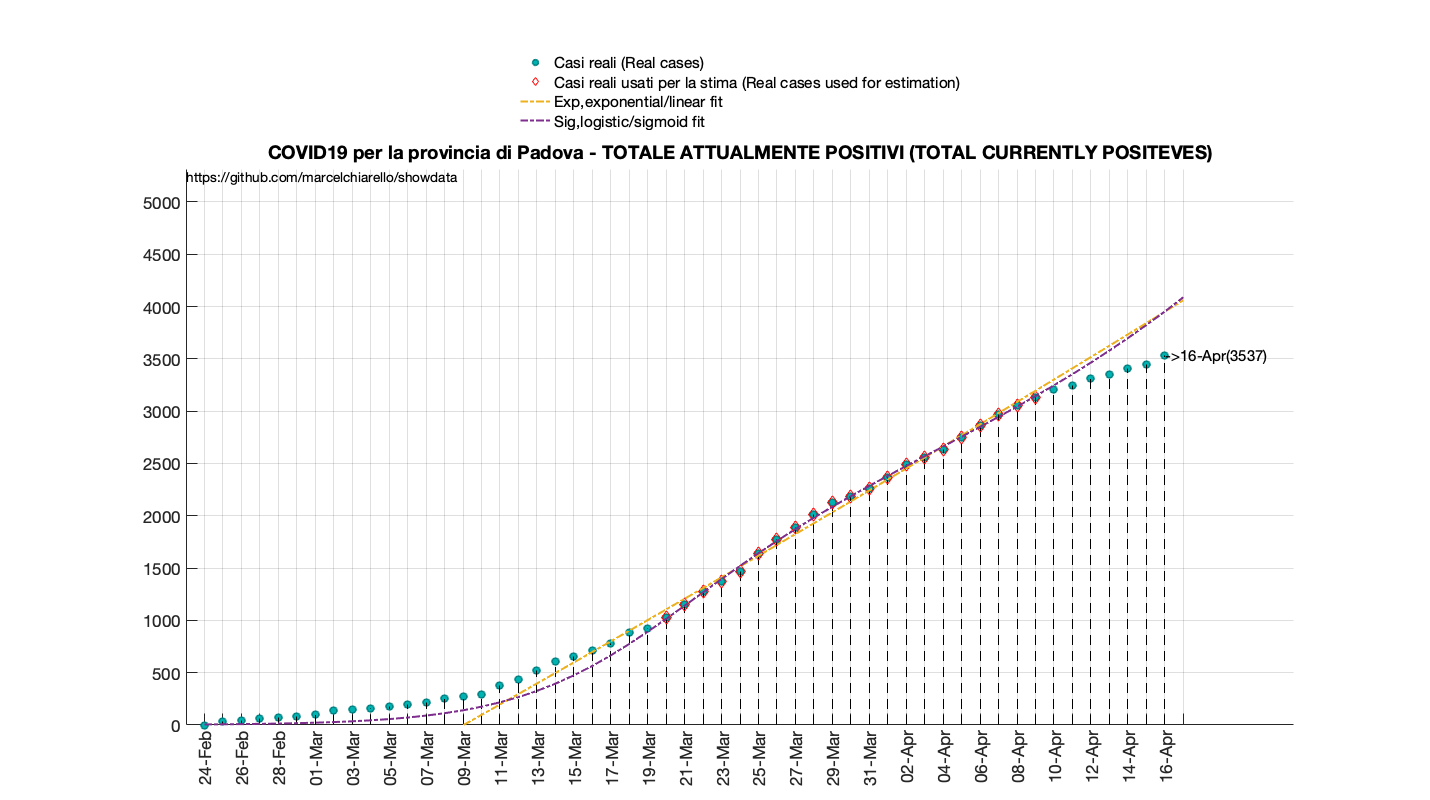 Casi reali (Real cases)
Casi reali usati per la stima (Real cases used for estimation)
Exp,exponential/linear fit
Sig,logistic/sigmoid fit
COVID19 per la provincia di Padova - TOTALE ATTUALMENTE POSITIVI (TOTAL CURRENTLY POSITEVES)
https://github.com/marcelchiarello/showdata
5000
4500
4000
3500
3000
2500
2000
1500
1000
500
0
->16-Apr(3537)
24-Feb
26-Feb
28-Feb
01-Mar
03-Mar
05-Mar
07-Mar
09-Mar
11-Mar
13-Mar
15-Mar
17-Mar
19-Mar
21-Mar
23-Mar
25-Mar
27-Mar
29-Mar
31-Mar
02-Apr
04-Apr
06-Apr
08-Apr
10-Apr
12-Apr
14-Apr
16-Apr